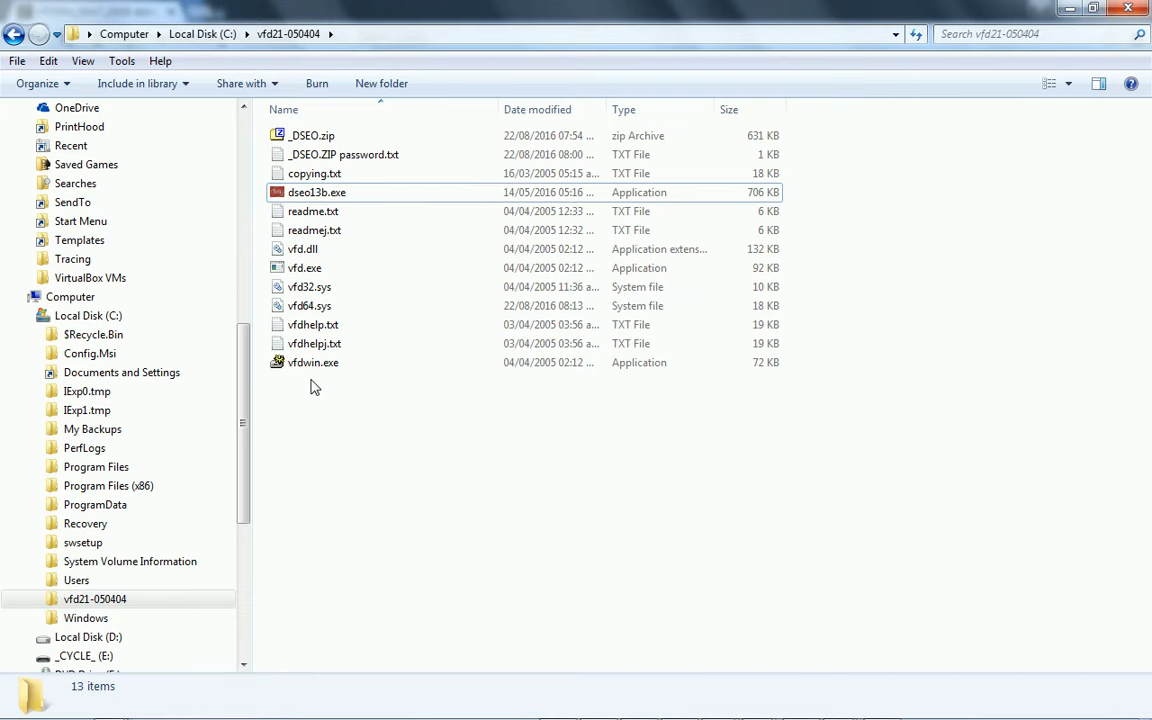 Computer ▸ Local Disk (C:) ▸ vfd21-050404 ▸
Search vfd21-050404
File Edit View Tools Help
Organize Include in library Share with Burn New folder
Name Date modified Type Size
_DSEO.zip 22/08/2016 07:54 ... zip Archive 631 KB
_DSEO.ZIP password.txt 22/08/2016 08:00 ... TXT File 1 KB
copying.txt 16/03/2005 05:15 a... TXT File 18 KB
dseo13b.exe 14/05/2016 05:16 ... Application 706 KB
readme.txt 04/04/2005 12:33 ... TXT File 6 KB
readmej.txt 04/04/2005 12:32 ... TXT File 6 KB
vfd.dll 04/04/2005 02:12 ... Application extens... 132 KB
vfd.exe 04/04/2005 02:12 ... Application 92 KB
vfd32.sys 04/04/2005 11:36 a... System file 10 KB
vfd64.sys 22/08/2016 08:13 ... System file 18 KB
vfdhelp.txt 03/04/2005 03:56 a... TXT File 19 KB
vfdhelpj.txt 03/04/2005 03:56 a... TXT File 19 KB
vfdwin.exe 04/04/2005 02:12 ... Application 72 KB
OneDrive
PrintHood
Recent
Saved Games
Searches
SendTo
Start Menu
Templates
Tracing
VirtualBox VMs
Computer
Local Disk (C:)
$Recycle.Bin
Config.Msi
Documents and Settings
IExp0.tmp
IExp1.tmp
My Backups
PerfLogs
Program Files
Program Files (x86)
ProgramData
Recovery
swsetup
System Volume Information
Users
vfd21-050404
Windows
Local Disk (D:)
_CYCLE_ (E:)
13 items